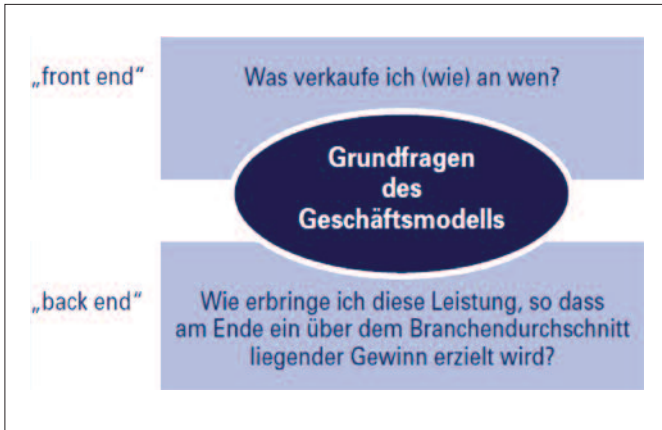 „front end“
Was verkaufe ich (wie) an wen?
Grundfragen
des
Geschäftsmodells
„back end“
Wie erbringe ich diese Leistung, so dass
am Ende ein über dem Branchendurchschnitt
liegender Gewinn erzielt wird?